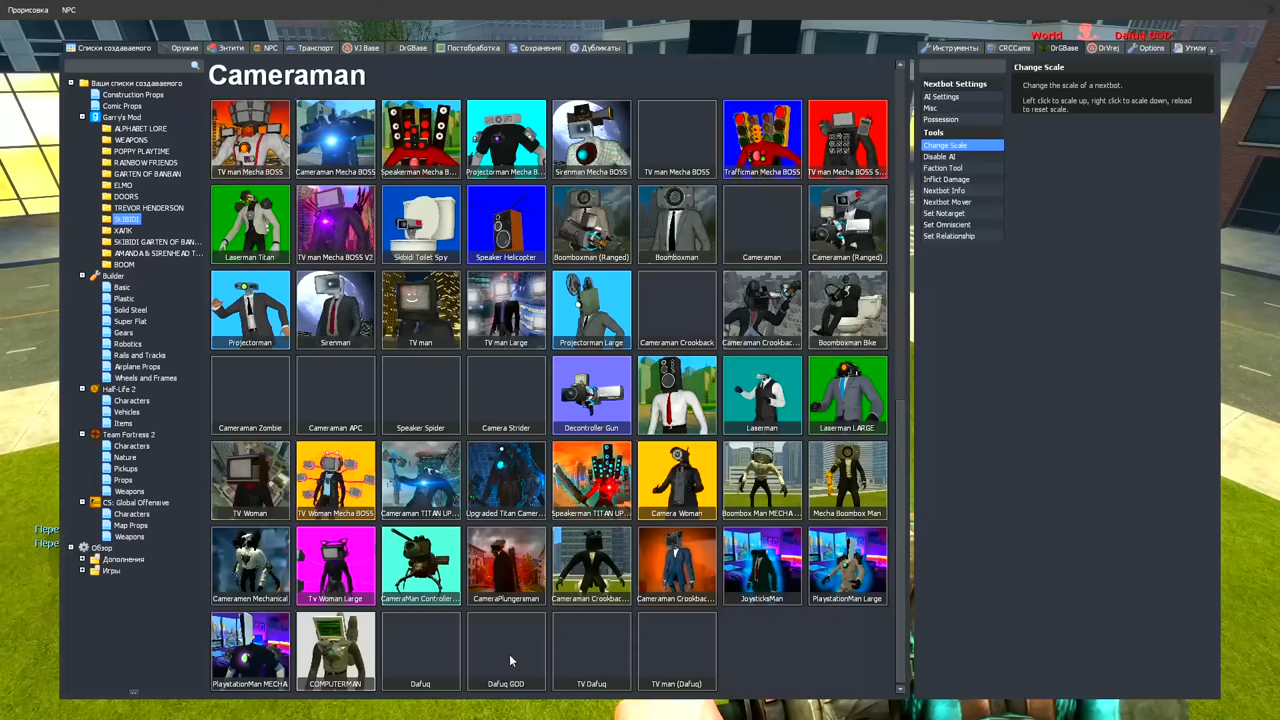 Прорисовка NPC
World Dafuq GOD
Списки создаваемого Оружие Энтити NPC Транспорт VJ Base DrGBase Постобработка Сохранения Дубликаты
Инструменты CRCCams DrGBase DrVrej Options Утили
Ваши списки создаваемого
Construction Props
Comic Props
Garry's Mod
ALPHABET LORE
WEAPONS
POPPY PLAYTIME
RAINBOW FRIENDS
GARTEN OF BANBAN
ELMO
DOORS
TREVOR HENDERSON
SKIBIDI
ХАЛК
SKIBIDI GARTEN OF BAN...
AMANDA & SIRENHEAD T...
BOOM
Builder
Basic
Plastic
Solid Steel
Super Flat
Gears
Robotics
Rails and Tracks
Airplane Props
Wheels and Frames
Half-Life 2
Characters
Vehicles
Items
Team Fortress 2
Characters
Nature
Pickups
Props
Weapons
CS: Global Offensive
Characters
Map Props
Weapons
Обзор
Дополнения
Игры
Пере
Пере
Cameraman
TV man Mecha BOSS Cameraman Mecha BOSS Speakerman Mecha B... Projectorman Mecha B... Sirenman Mecha BOSS TV man Mecha BOSS Trafficman Mecha BOSS TV man Mecha BOSS S...
Laserman Titan TV man Mecha BOSS V2 Skibidi Toilet Spy Speaker Helicopter Boomboxman (Ranged) Boomboxman Cameraman Cameraman (Ranged)
Projectorman Sirenman TV man TV man Large Projectorman Large Cameraman Crookback Cameraman Crookbac... Boomboxman Bike
Cameraman Zombie Cameraman APC Speaker Spider Camera Strider Decontroller Gun Laserman Laserman LARGE
TV Woman TV Woman Mecha BOSS Cameraman TITAN UP... Upgraded Titan Camer... Speakerman TITAN UP... Camera Woman Boombox Man MECHA ... Mecha Boombox Man
Cameramen Mechanical Tv Woman Large CameraMan Controller... CameraPlungersman Cameraman Crookbac... Cameraman Crookbac... JoysticksMan PlaystationMan Large
PlaystationMan MECHA COMPUTERMAN Dafuq Dafuq GOD TV Dafuq TV man (Dafuq)
Nextbot Settings
AI Settings
Misc
Possession
Tools
Change Scale
Disable AI
Faction Tool
Inflict Damage
Nextbot Info
Nextbot Mover
Set Notarget
Set Omniscient
Set Relationship
Change Scale
Change the scale of a nextbot.
Left click to scale up, right click to scale down, reload
to reset scale.